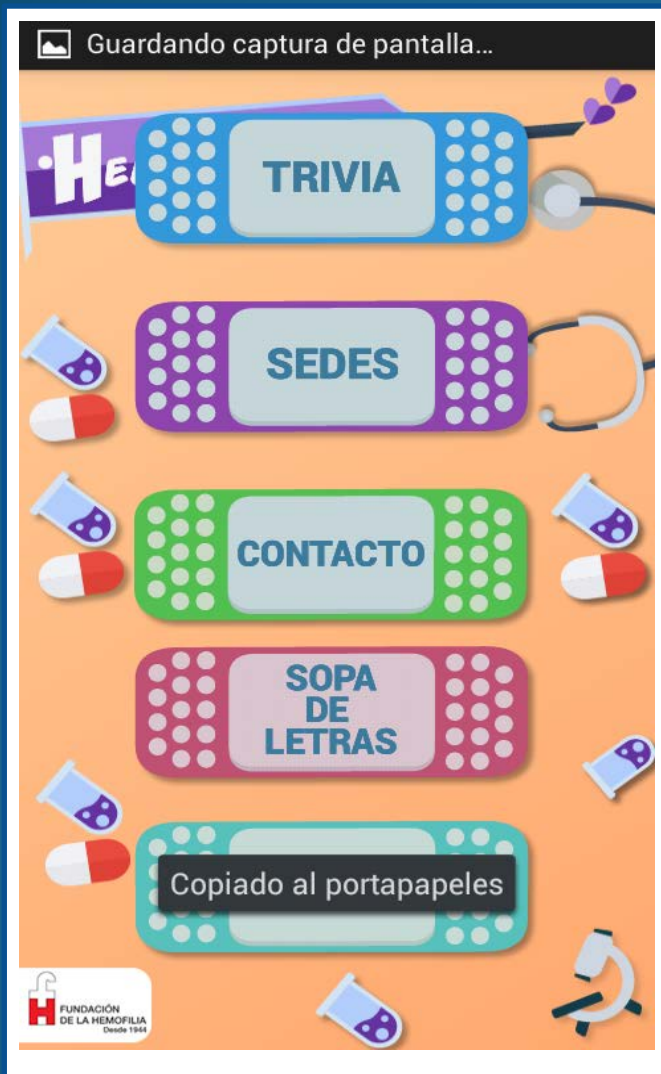 Guardando captura de pantalla...
HE
TRIVIA
SEDES
CONTACTO
SOPA
DE
LETRAS
Copiado al portapapeles
FUNDACIÓN
DE LA HEMOFILIA
Desde 1944